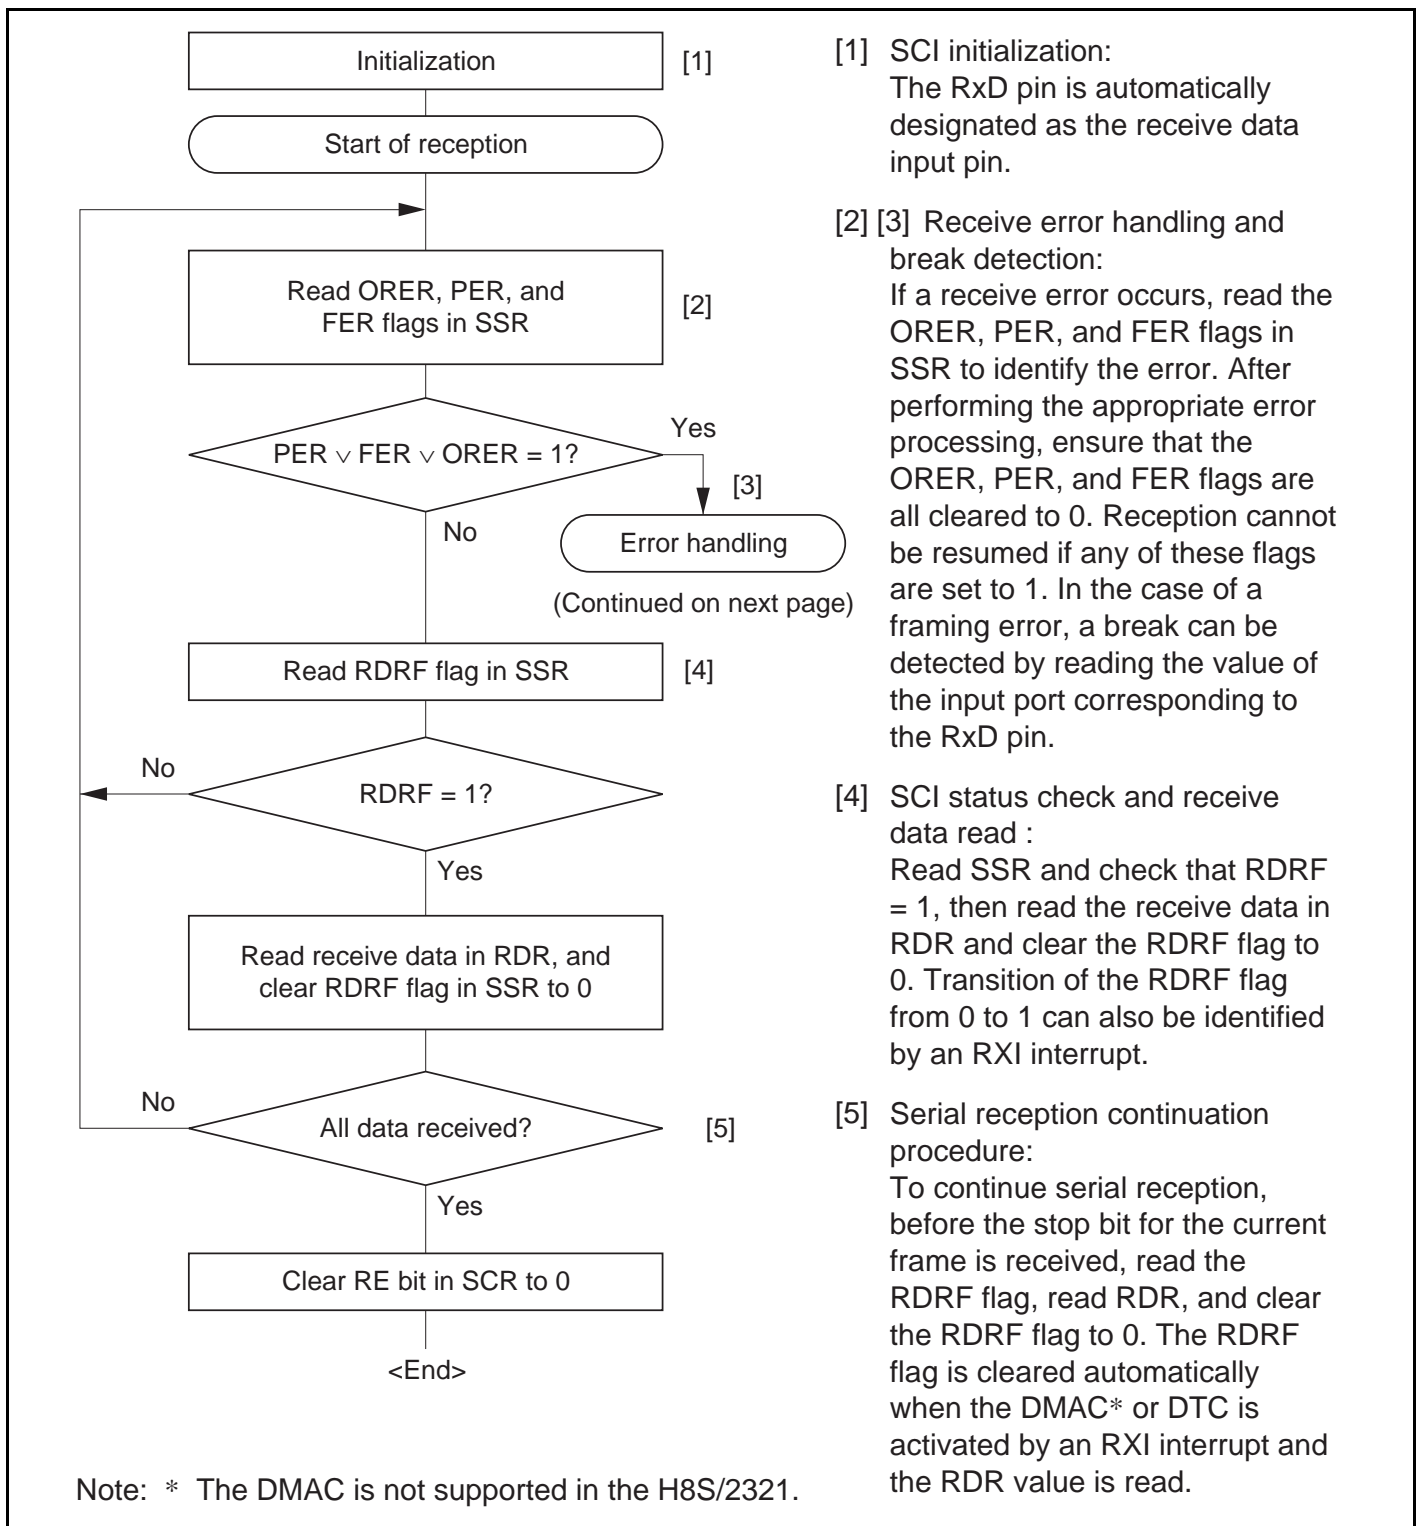 Initialization
[1]
Start of reception
Read ORER, PER, and
FER flags in SSR
[2]
PER ∨ FER ∨ ORER = 1?
Yes
[3]
No
Error handling
(Continued on next page)
Read RDRF flag in SSR
[4]
No
RDRF = 1?
Yes
Read receive data in RDR, and
clear RDRF flag in SSR to 0
No
All data received?
[5]
Yes
Clear RE bit in SCR to 0
<End>
[1] SCI initialization:
The RxD pin is automatically
designated as the receive data
input pin.
[2] [3] Receive error handling and
break detection:
If a receive error occurs, read the
ORER, PER, and FER flags in
SSR to identify the error. After
performing the appropriate error
processing, ensure that the
ORER, PER, and FER flags are
all cleared to 0. Reception cannot
be resumed if any of these flags
are set to 1. In the case of a
framing error, a break can be
detected by reading the value of
the input port corresponding to
the RxD pin.
[4] SCI status check and receive
data read :
Read SSR and check that RDRF
= 1, then read the receive data in
RDR and clear the RDRF flag to
0. Transition of the RDRF flag
from 0 to 1 can also be identified
by an RXI interrupt.
[5] Serial reception continuation
procedure:
To continue serial reception,
before the stop bit for the current
frame is received, read the
RDRF flag, read RDR, and clear
the RDRF flag to 0. The RDRF
flag is cleared automatically
when the DMAC* or DTC is
activated by an RXI interrupt and
the RDR value is read.
Note: * The DMAC is not supported in the H8S/2321.